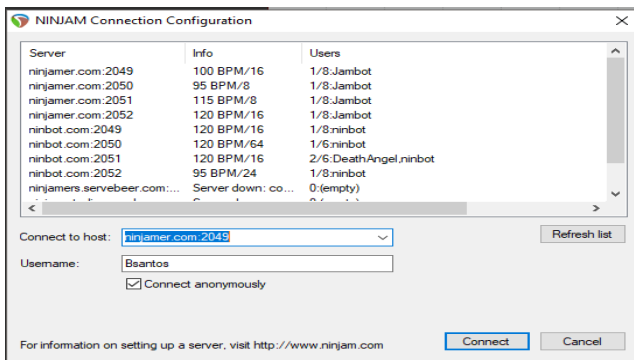 NINJAM Connection Configuration
Server Info Users
ninjamer.com:2049 100 BPM/16 1/8:Jambot
ninjamer.com:2050 95 BPM/8 1/8:Jambot
ninjamer.com:2051 115 BPM/8 1/8:Jambot
ninjamer.com:2052 120 BPM/16 1/8:Jambot
ninbot.com:2049 120 BPM/16 1/8:ninbot
ninbot.com:2050 120 BPM/64 1/6:ninbot
ninbot.com:2051 120 BPM/16 2/6:DeathAngel,ninbot
ninbot.com:2052 95 BPM/24 1/8:ninbot
ninjamers.servebeer.com:... Server down: co... 0:(empty)
Connect to host: ninjamer.com:2049 Refresh list
Username: Bsantos
Connect anonymously
For information on setting up a server, visit http://www.ninjam.com Connect Cancel